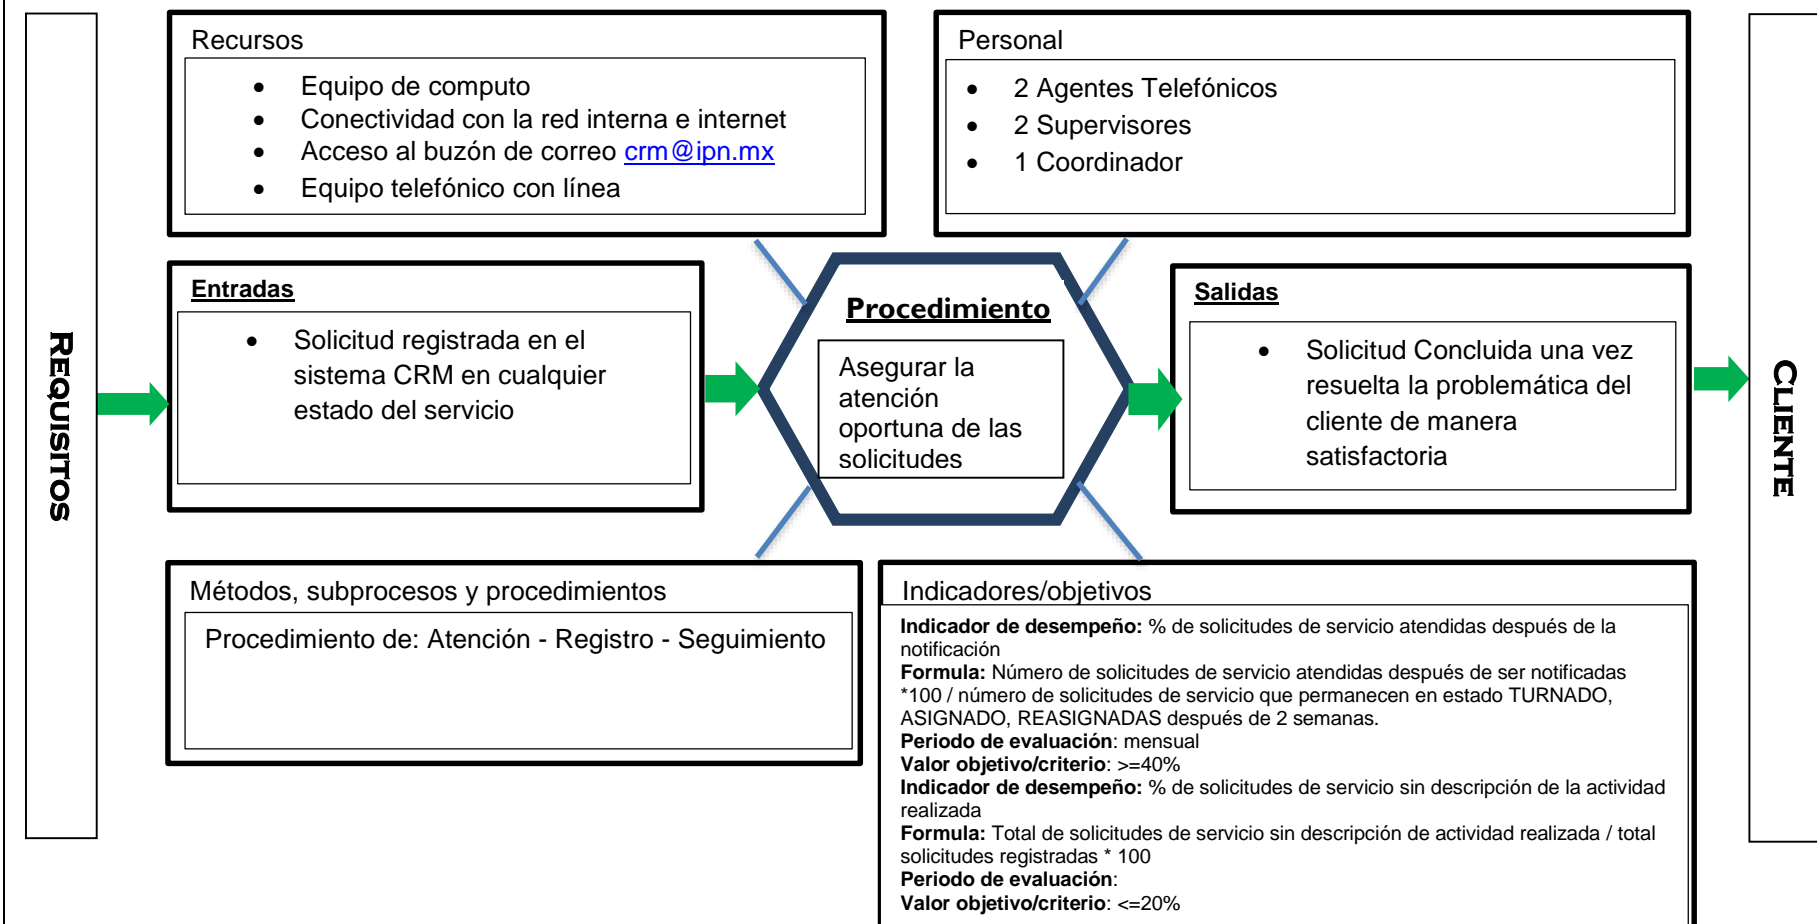 REQUISITOS
Recursos
• Equipo de computo
• Conectividad con la red interna e internet
• Acceso al buzón de correo crm@ipn.mx
• Equipo telefónico con línea
Personal
• 2 Agentes Telefónicos
• 2 Supervisores
• 1 Coordinador
Entradas
• Solicitud registrada en el
sistema CRM en cualquier
estado del servicio
Procedimiento
Asegurar la
atención
oportuna de las
solicitudes
Salidas
• Solicitud Concluida una vez
resuelta la problemática del
cliente de manera
satisfactoria
CLIENTE
Métodos, subprocesos y procedimientos
Procedimiento de: Atención - Registro - Seguimiento
Indicadores/objetivos
Indicador de desempeño: % de solicitudes de servicio atendidas después de la
notificación
Formula: Número de solicitudes de servicio atendidas después de ser notificadas
*100 / número de solicitudes de servicio que permanecen en estado TURNADO,
ASIGNADO, REASIGNADAS después de 2 semanas.
Periodo de evaluación: mensual
Valor objetivo/criterio: >=40%
Indicador de desempeño: % de solicitudes de servicio sin descripción de la actividad
realizada
Formula: Total de solicitudes de servicio sin descripción de actividad realizada / total
solicitudes registradas * 100
Periodo de evaluación:
Valor objetivo/criterio: <=20%